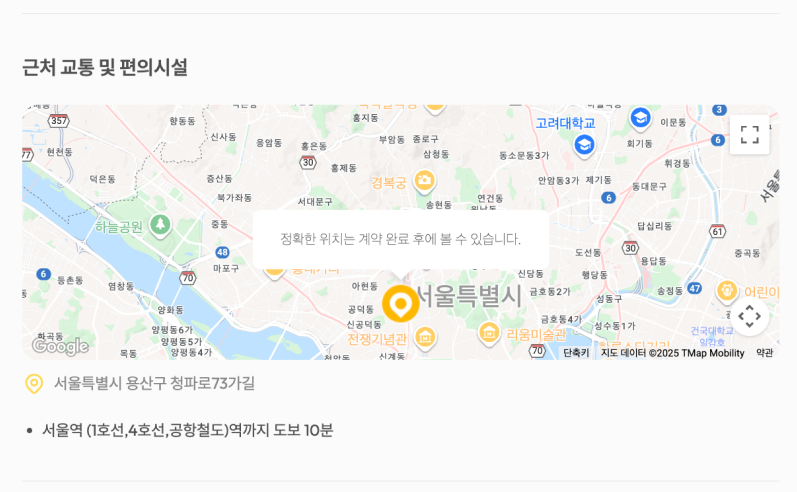 근처 교통 및 편의시설
357
향동동
홍지동
고려대학교
3
이문동
신사동
응암동
홍은동
부암동
종로구
6
회기동
77
현천동
30
삼청동
동소문동3가
휘경동
홍제동
덕은동
증산동
경복궁
안암동3가
제기동
동대문구
북가좌동
서대문구
송현동
연건동
6
하늘공원
중동
답십리동
61
정확한 위치는 계약 완료 후에 볼 수 있습니다.
48
마포구
도선동
30
용답동
중곡동
6
등촌동
염창동
70
아현동
신당동
행당동
서울특별시
금호동2가
성동구
송정동
47
어린이
양화동
공덕동
신공덕동
금호동4가
성수동1가
화곡동
양평동6가
양평동5가
양평동4가
목동
전쟁기념관
리움미술관
건국대학교
신계동
70
Google
단축키
지도 데이터 ©2025 TMap Mobility
약관
서울특별시 용산구 청파로73가길
• 서울역 (1호선,4호선,공항철도)역까지 도보 10분